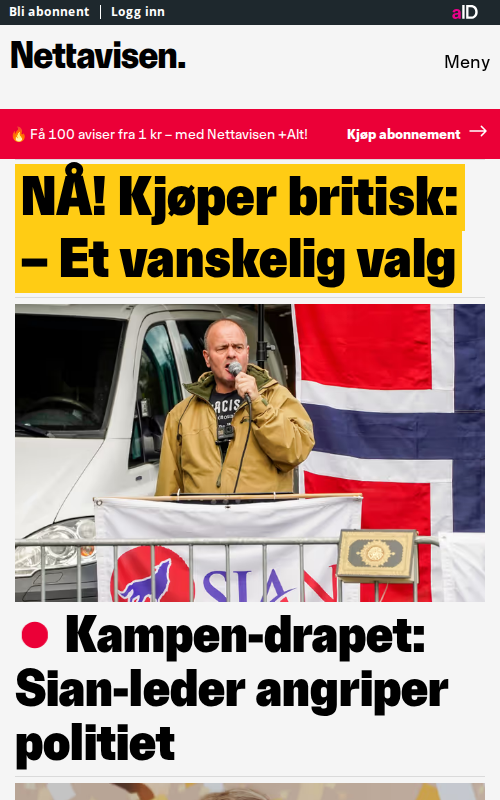 Bli abonnent
Logg inn
aID
Nettavisen.
Meny
🔥 Få 100 aviser fra 1 kr – med Nettavisen +Alt!
Kjøp abonnement →
NÅ! Kjøper britisk:
– Et vanskelig valg
SIAN
Kampen-drapet:
Sian-leder angriper
politiet